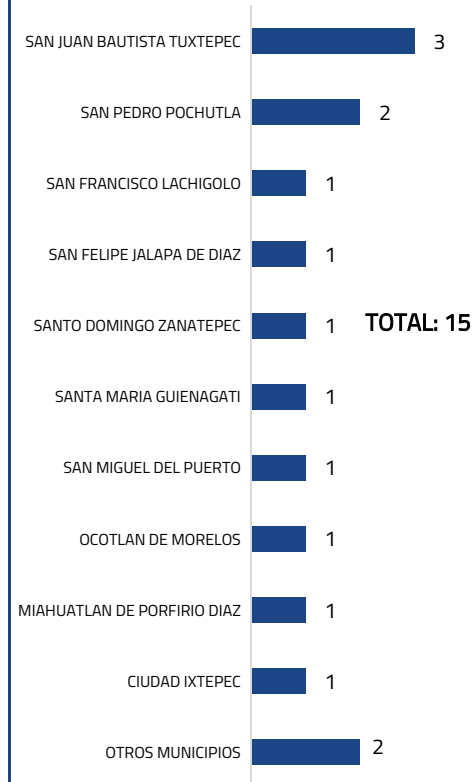 SAN JUAN BAUTISTA TUXTEPEC 3
SAN PEDRO POCHUTLA 2
SAN FRANCISCO LACHIGOLO 1
SAN FELIPE JALAPA DE DIAZ 1
SANTO DOMINGO ZANATEPEC 1 TOTAL: 15
SANTA MARIA GUIENAGATI 1
SAN MIGUEL DEL PUERTO 1
OCOTLAN DE MORELOS 1
MIAHUATLAN DE PORFIRIO DIAZ 1
CIUDAD IXTEPEC 1
OTROS MUNICIPIOS 2